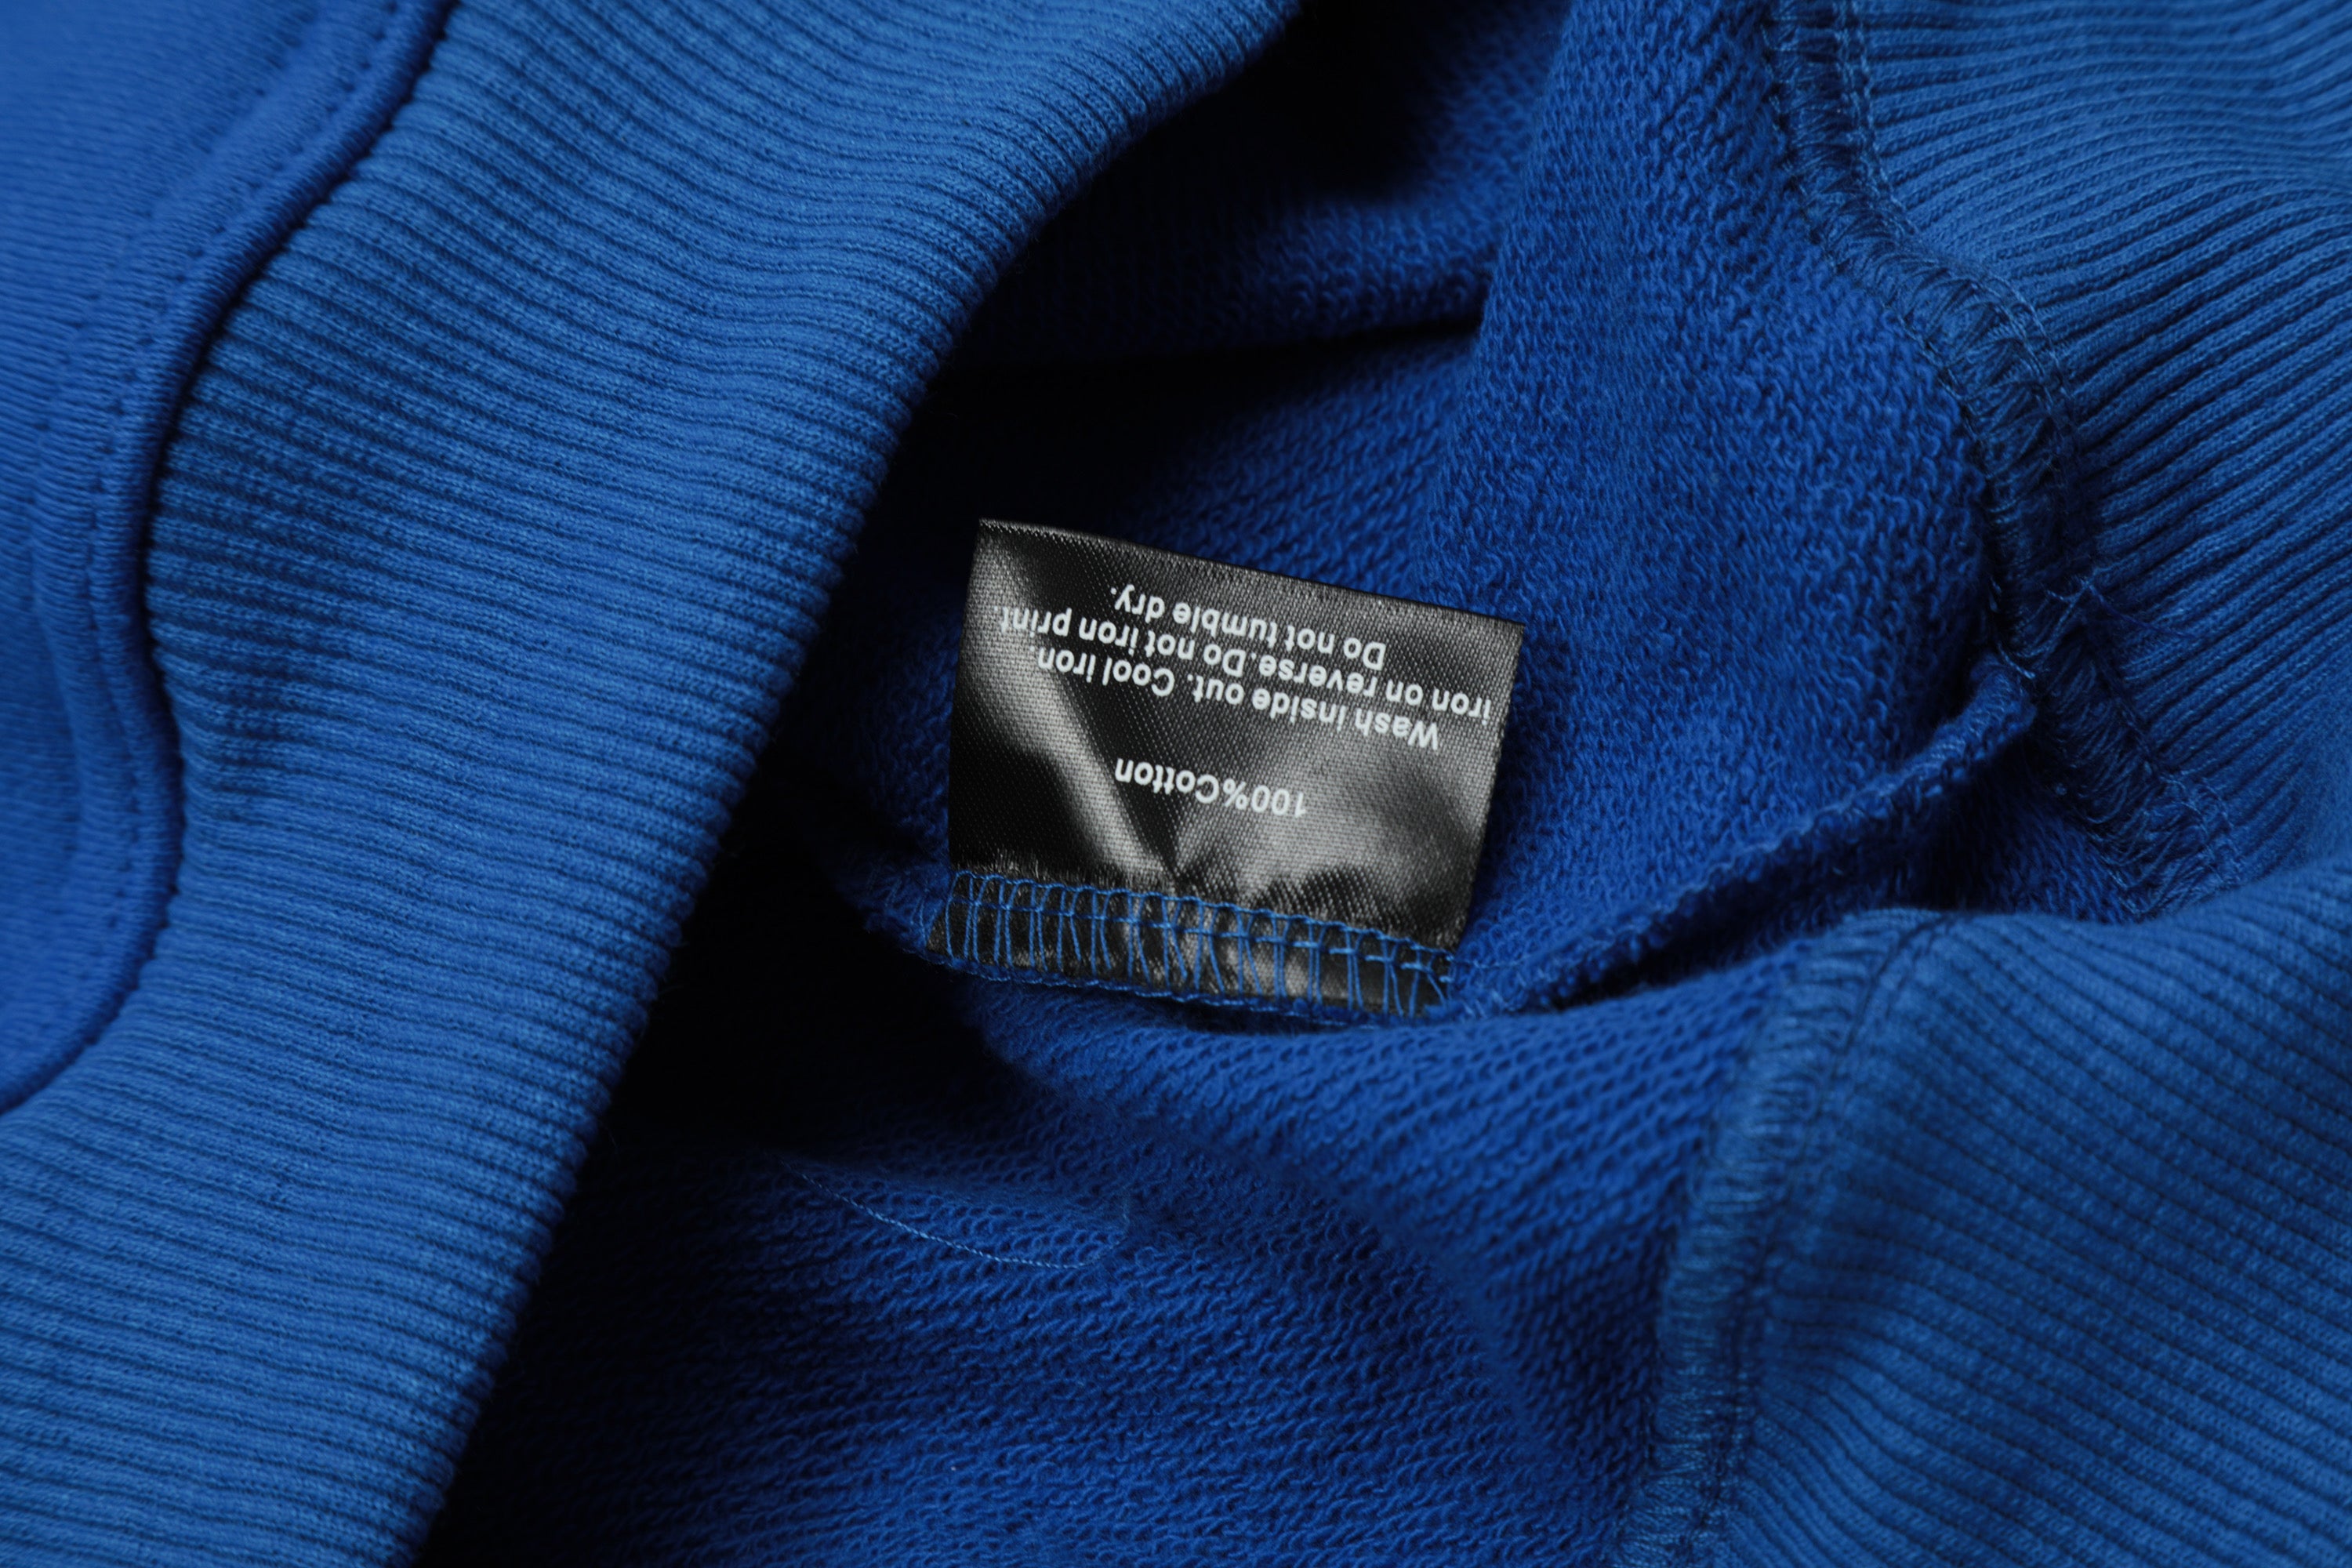 100%Cotton
Wash inside out. Cool iron.
iron on reverse.Do not iron print.
Do not tumble dry.